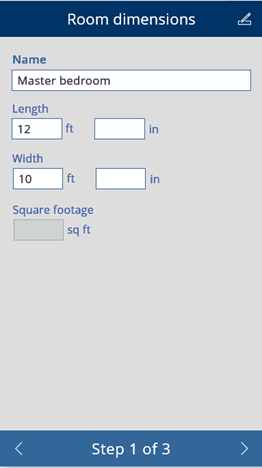 Room dimensions
Name
Master bedroom
Length
12 ft in
Width
10 ft in
Square footage
sq ft
Step 1 of 3